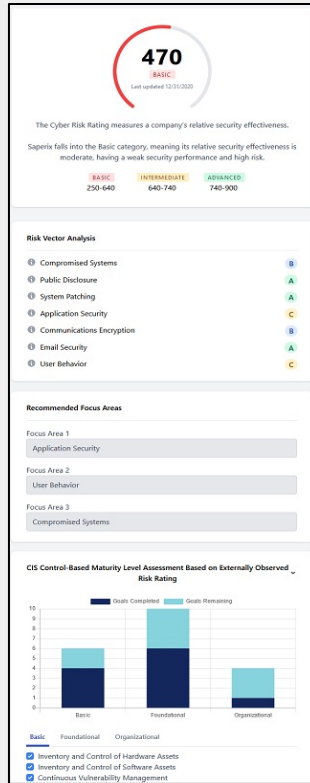 470
BASIC
Last updated 12/31/2020
The Cyber Risk Rating measures a company's relative security effectiveness.
Saperix falls into the Basic category, meaning its relative security effectiveness is
moderate, having a weak security performance and high risk.
BASIC INTERMEDIATE ADVANCED
250-640 640-740 740-900
Risk Vector Analysis
Compromised Systems B
Public Disclosure A
System Patching A
Application Security C
Communications Encryption B
Email Security A
User Behavior C
Recommended Focus Areas
Focus Area 1
Application Security
Focus Area 2
User Behavior
Focus Area 3
Compromised Systems
CIS Control-Based Maturity Level Assessment Based on Externally Observed
Risk Rating
Goals Completed Goals Remaining
10
9
8
7
6
5
4
3
2
1
0
Basic Foundational Organizational
Basic Foundational Organizational
Inventory and Control of Hardware Assets
Inventory and Control of Software Assets
Continuous Vulnerability Management